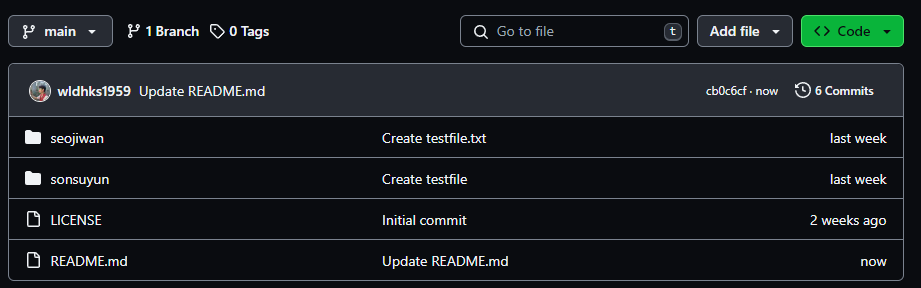 main 1 Branch 0 Tags Go to file t Add file Code
wldhks1959 Update README.md cb0c6cf · now 6 Commits
seojiwan Create testfile.txt last week
sonsuyun Create testfile last week
LICENSE Initial commit 2 weeks ago
README.md Update README.md now